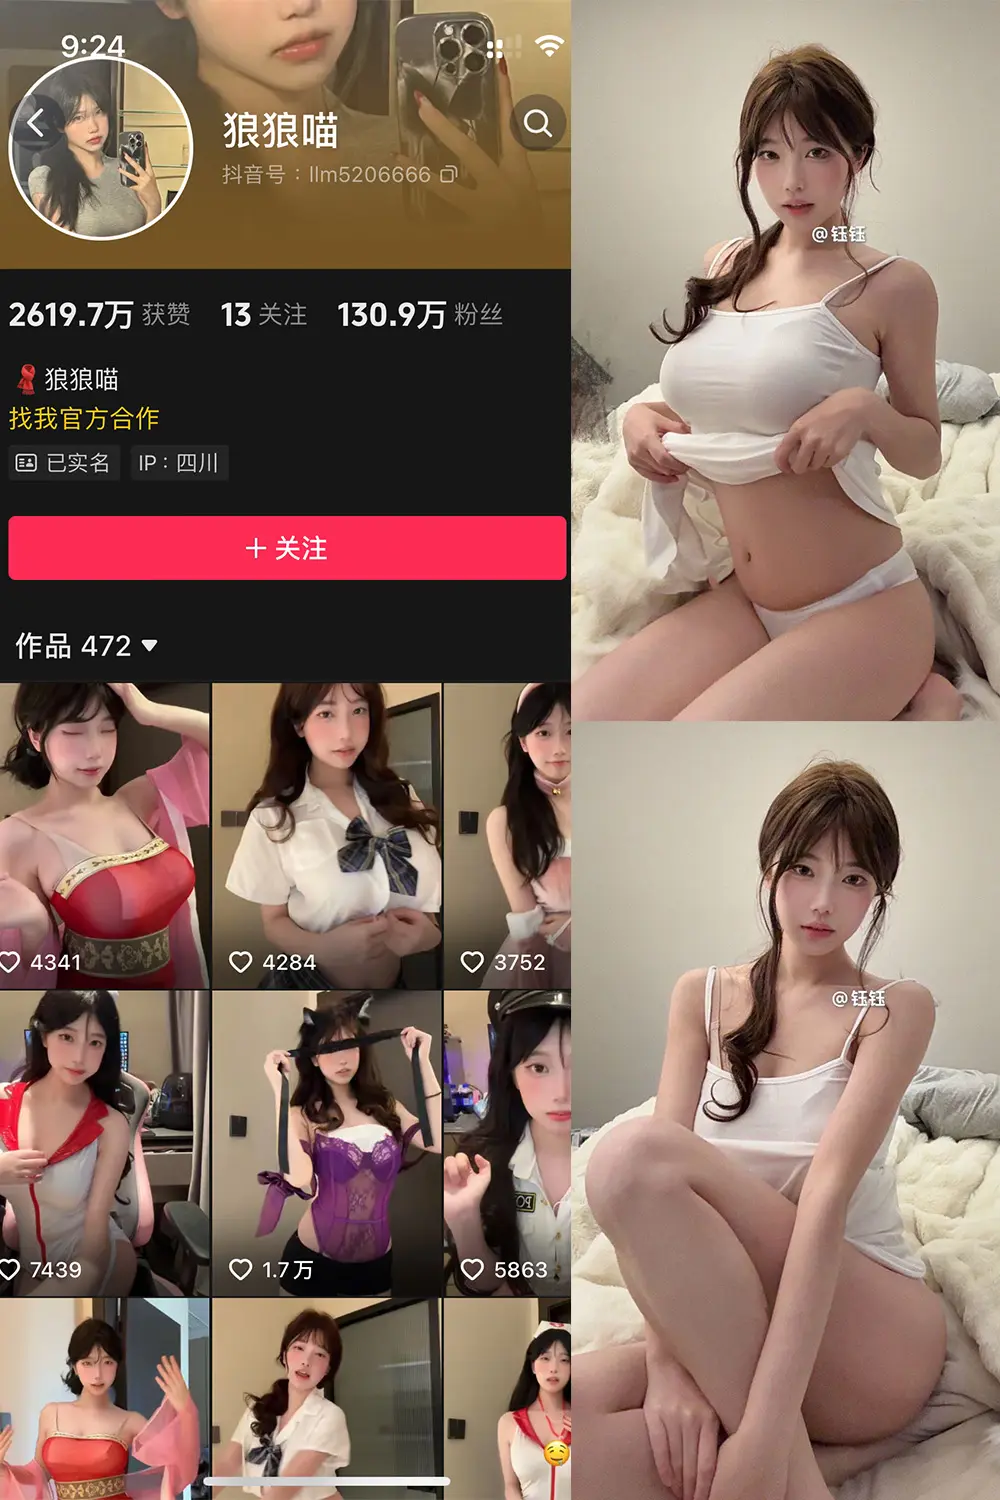 9:24
狼狼喵
抖音号：llm5206666
2619.7万 获赞 13 关注 130.9万 粉丝
狼狼喵
找我官方合作
已实名 IP：四川
+ 关注
作品 472
4341 4284 3752
7439 1.7万 5863
PO
@钰钰
@钰钰